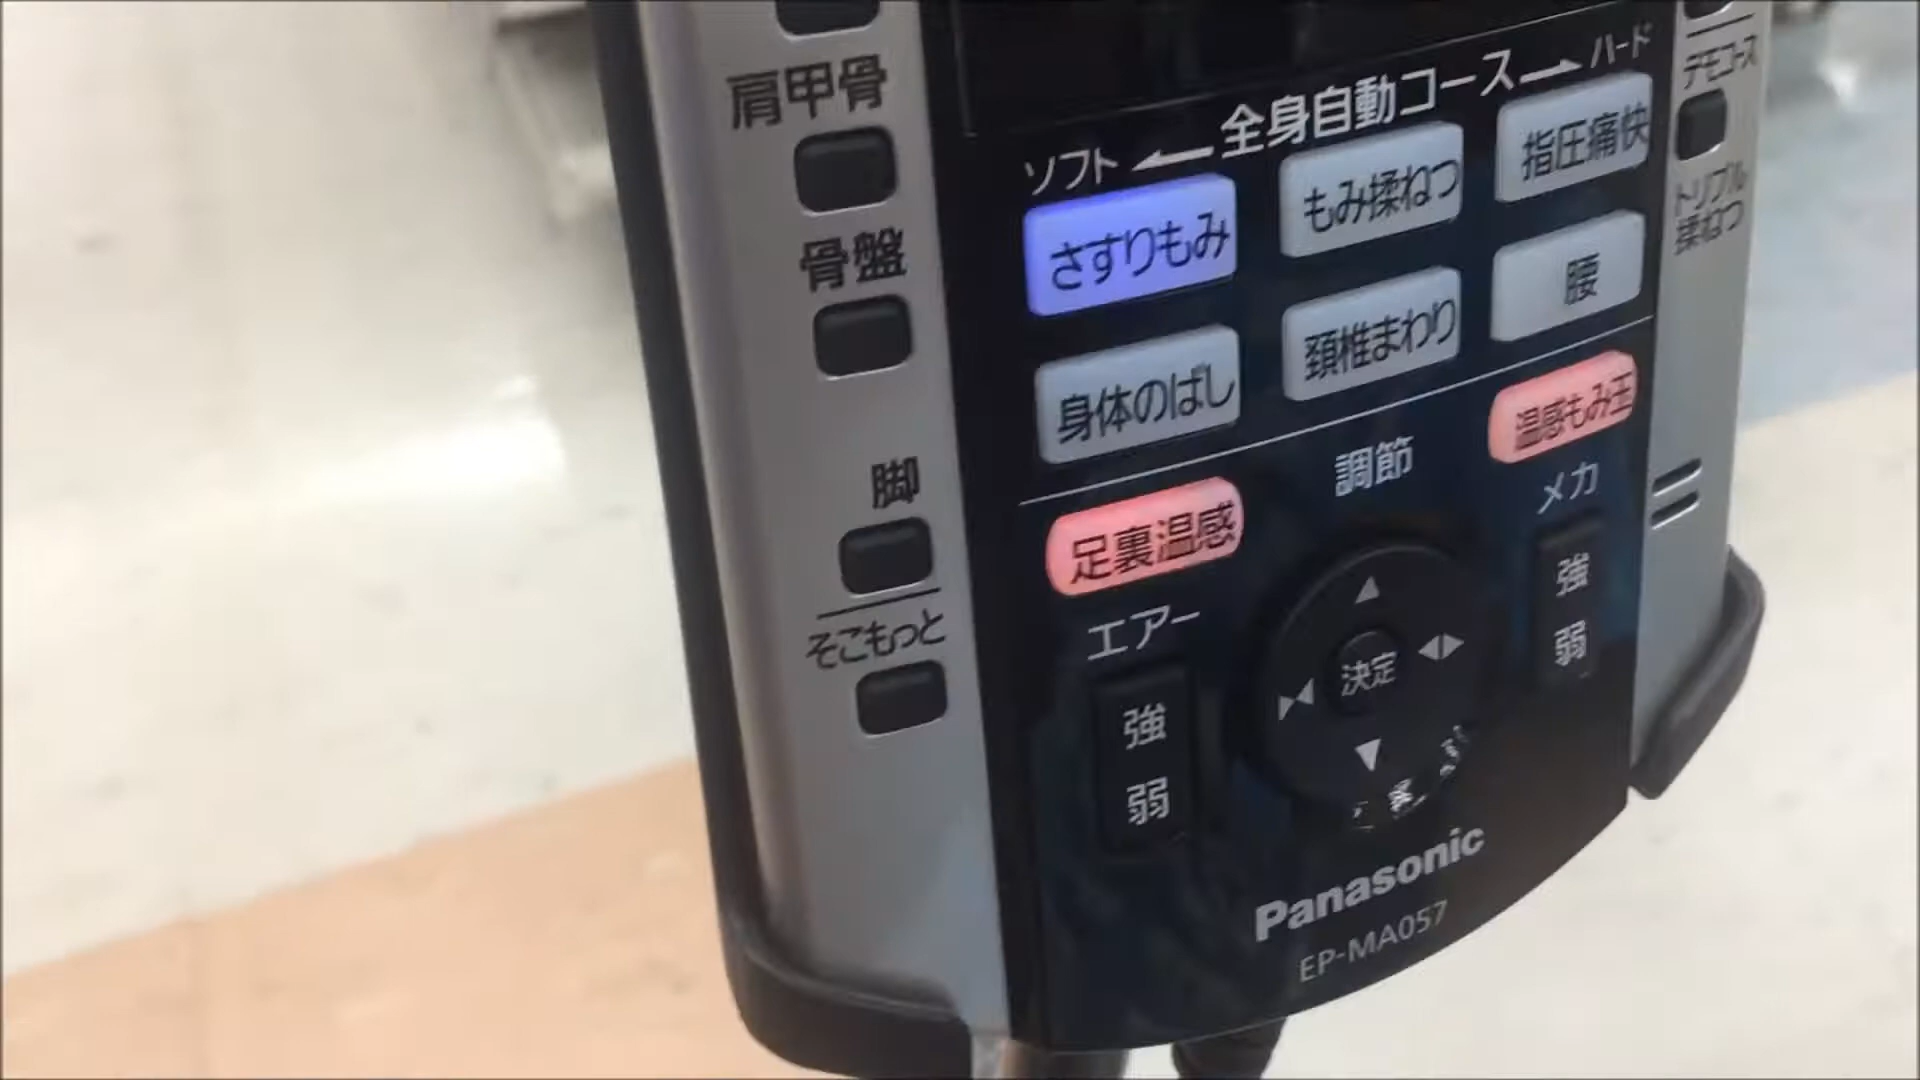 肩甲骨
骨盤
脚
そこもっと
ハード
全身自動コース
ソフト
さすりもみ
もみ揉ねつ
指圧痛快
身体のばし
頚椎まわり
腰
足裏温感
調節
温感もみ玉
エアー
強
弱
決定
メカ
強
弱
Panasonic
EP-MA057
デモコース
トリプル
揉ねつ